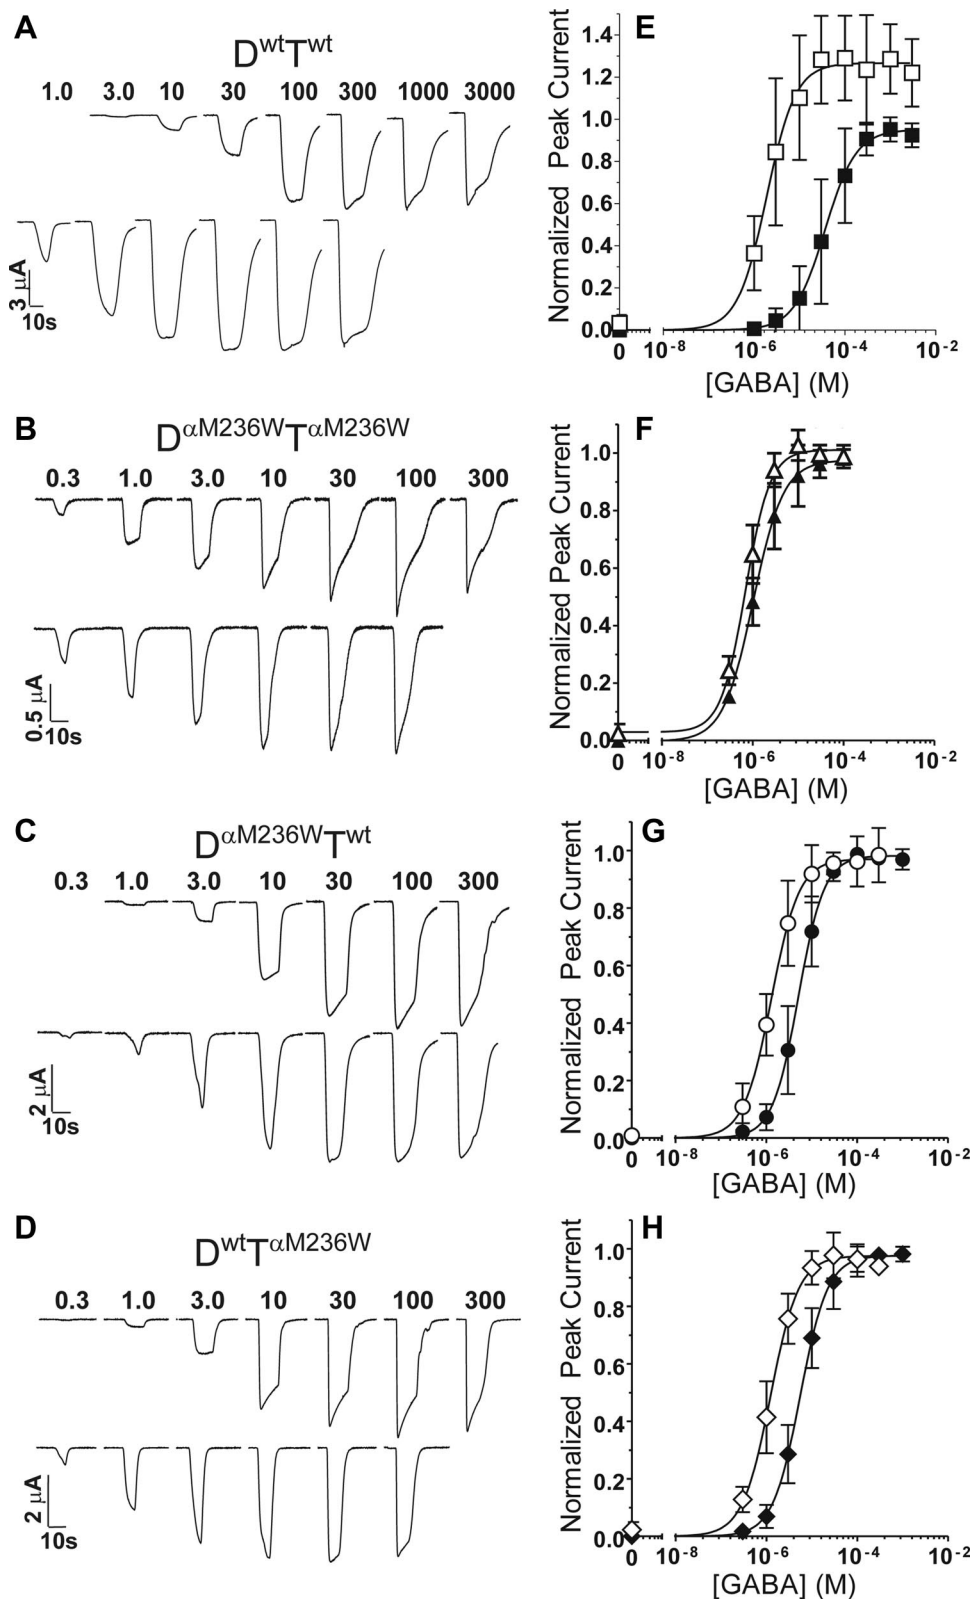 A
D^wt T^wt
1.0 3.0 10 30 100 300 1000 3000
3 µA
10s
E
Normalized Peak Current
1.4
1.2
1.0
0.8
0.6
0.4
0.2
0.0
0 10-8 10-6 10-4 10-2
[GABA] (M)
B
DαM236WTαM236W
0.3 1.0 3.0 10 30 100 300
0.5 µA
10s
F
Normalized Peak Current
1.0
0.8
0.6
0.4
0.2
0.0
0 10-8 10-6 10-4 10-2
[GABA] (M)
C
DαM236WTwt
0.3 1.0 3.0 10 30 100 300
2 µA
10s
G
Normalized Peak Current
1.0
0.8
0.6
0.4
0.2
0.0
0 10-8 10-6 10-4 10-2
[GABA] (M)
D
DwtTαM236W
0.3 1.0 3.0 10 30 100 300
2 µA
10s
H
Normalized Peak Current
1.0
0.8
0.6
0.4
0.2
0.0
0 10-8 10-6 10-4 10-2
[GABA] (M)